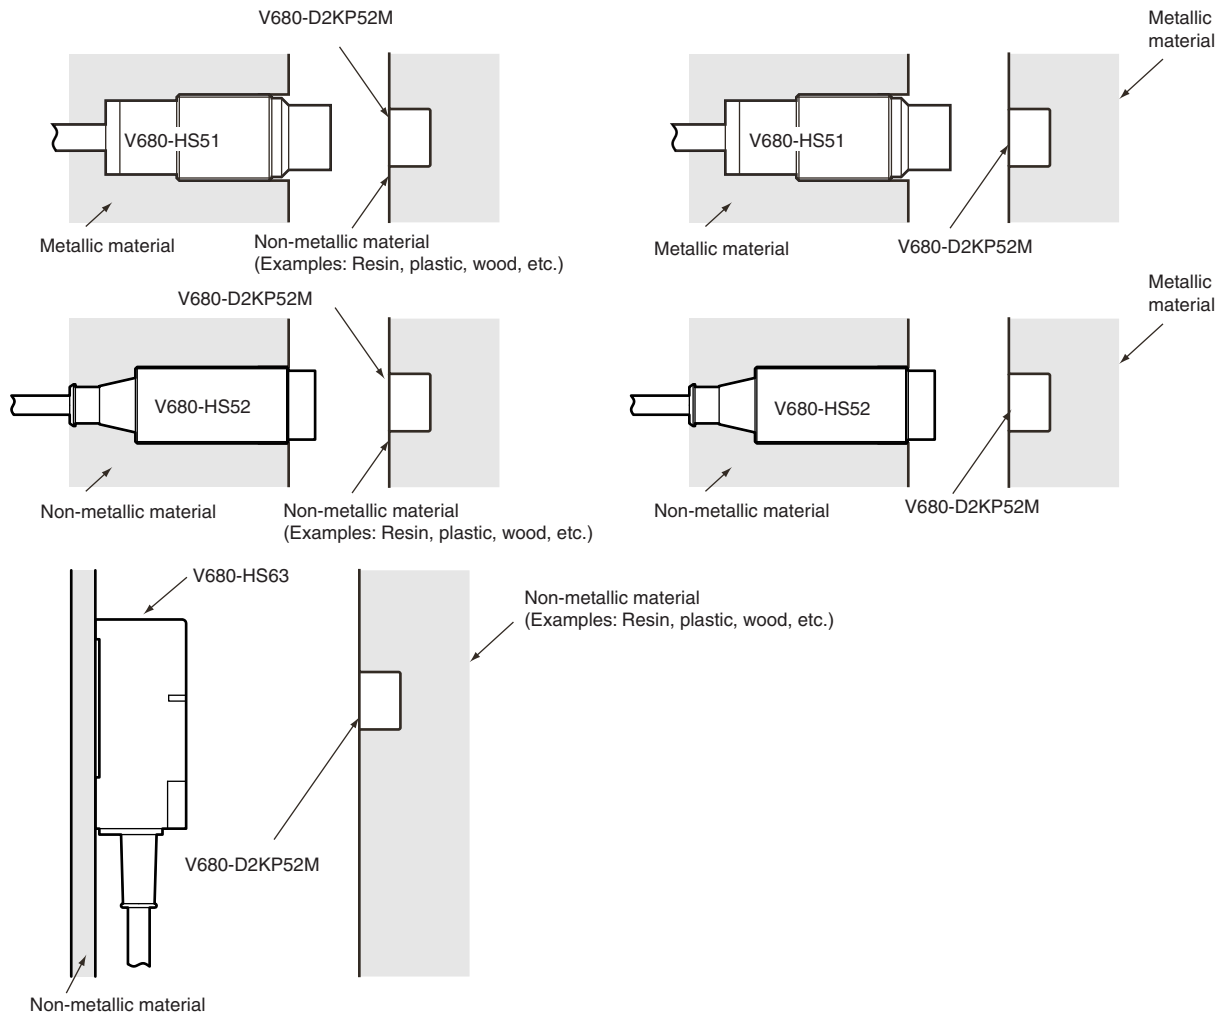 V680-D2KP52M
Metallic
material
V680-HS51
V680-HS51
Metallic material
Non-metallic material
(Examples: Resin, plastic, wood, etc.)
Metallic material
V680-D2KP52M
V680-D2KP52M
Metallic
material
V680-HS52
V680-HS52
Non-metallic material
Non-metallic material
(Examples: Resin, plastic, wood, etc.)
Non-metallic material
V680-D2KP52M
V680-HS63
Non-metallic material
(Examples: Resin, plastic, wood, etc.)
V680-D2KP52M
Non-metallic material